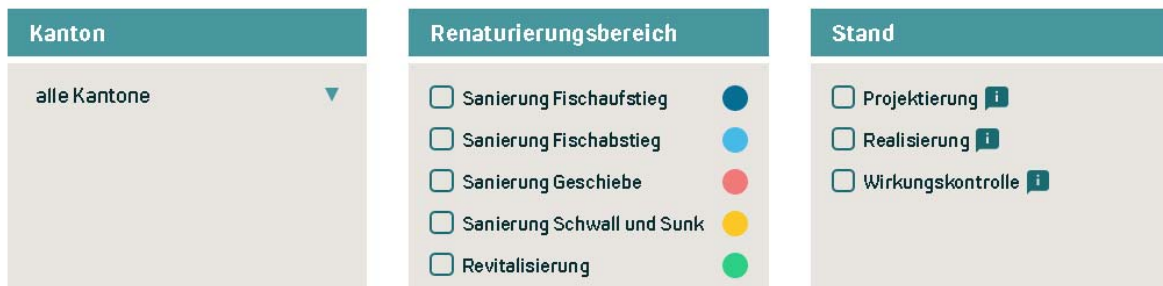 Kanton
alle Kantone
Renaturierungsbereich
Sanierung Fischaufstieg
Sanierung Fischabstieg
Sanierung Geschiebe
Sanierung Schwall und Sunk
Revitalisierung
Stand
Projektierung i
Realisierung i
Wirkungskontrolle i